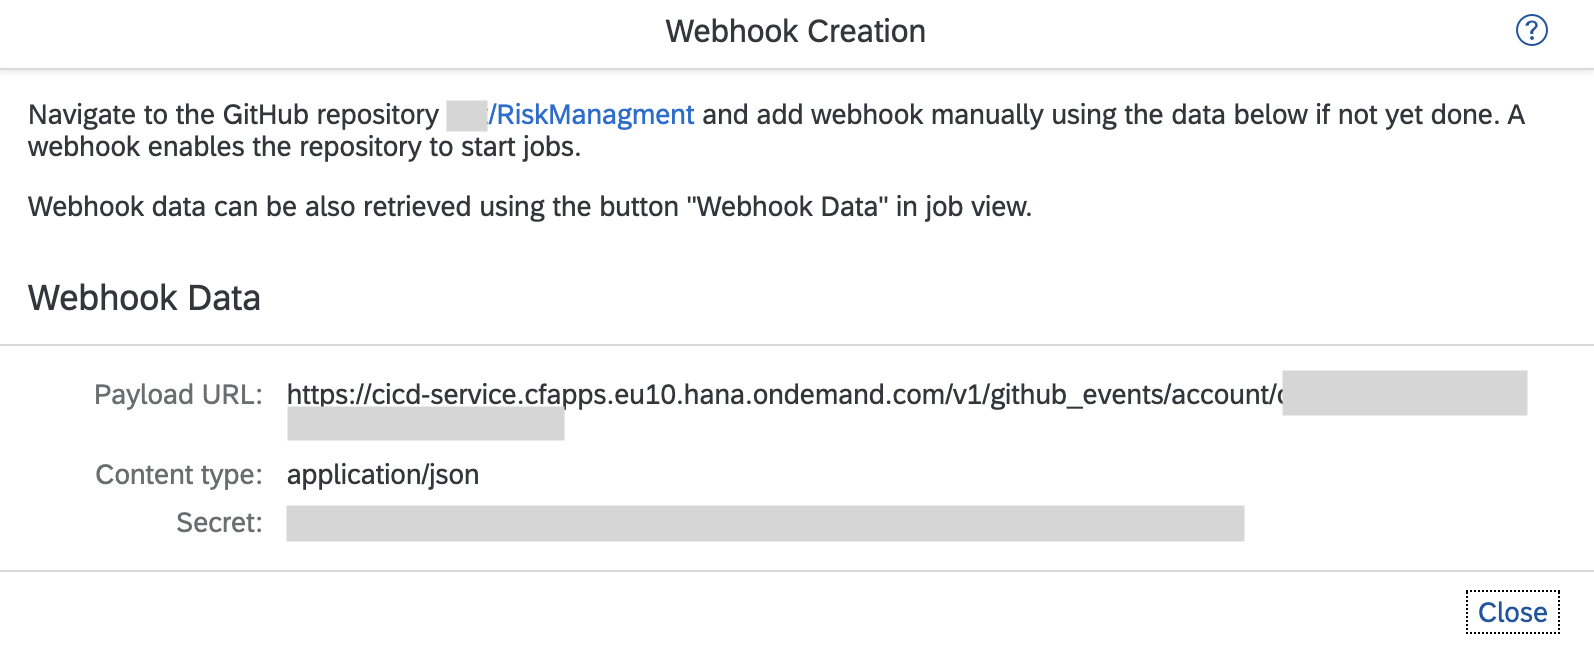 Webhook Creation
?
Navigate to the GitHub repository /RiskManagment and add webhook manually using the data below if not yet done. A
webhook enables the repository to start jobs.
Webhook data can be also retrieved using the button "Webhook Data" in job view.
Webhook Data
Payload URL: https://cicd-service.cfapps.eu10.hana.ondemand.com/v1/github_events/account/
Content type: application/json
Secret:
Close